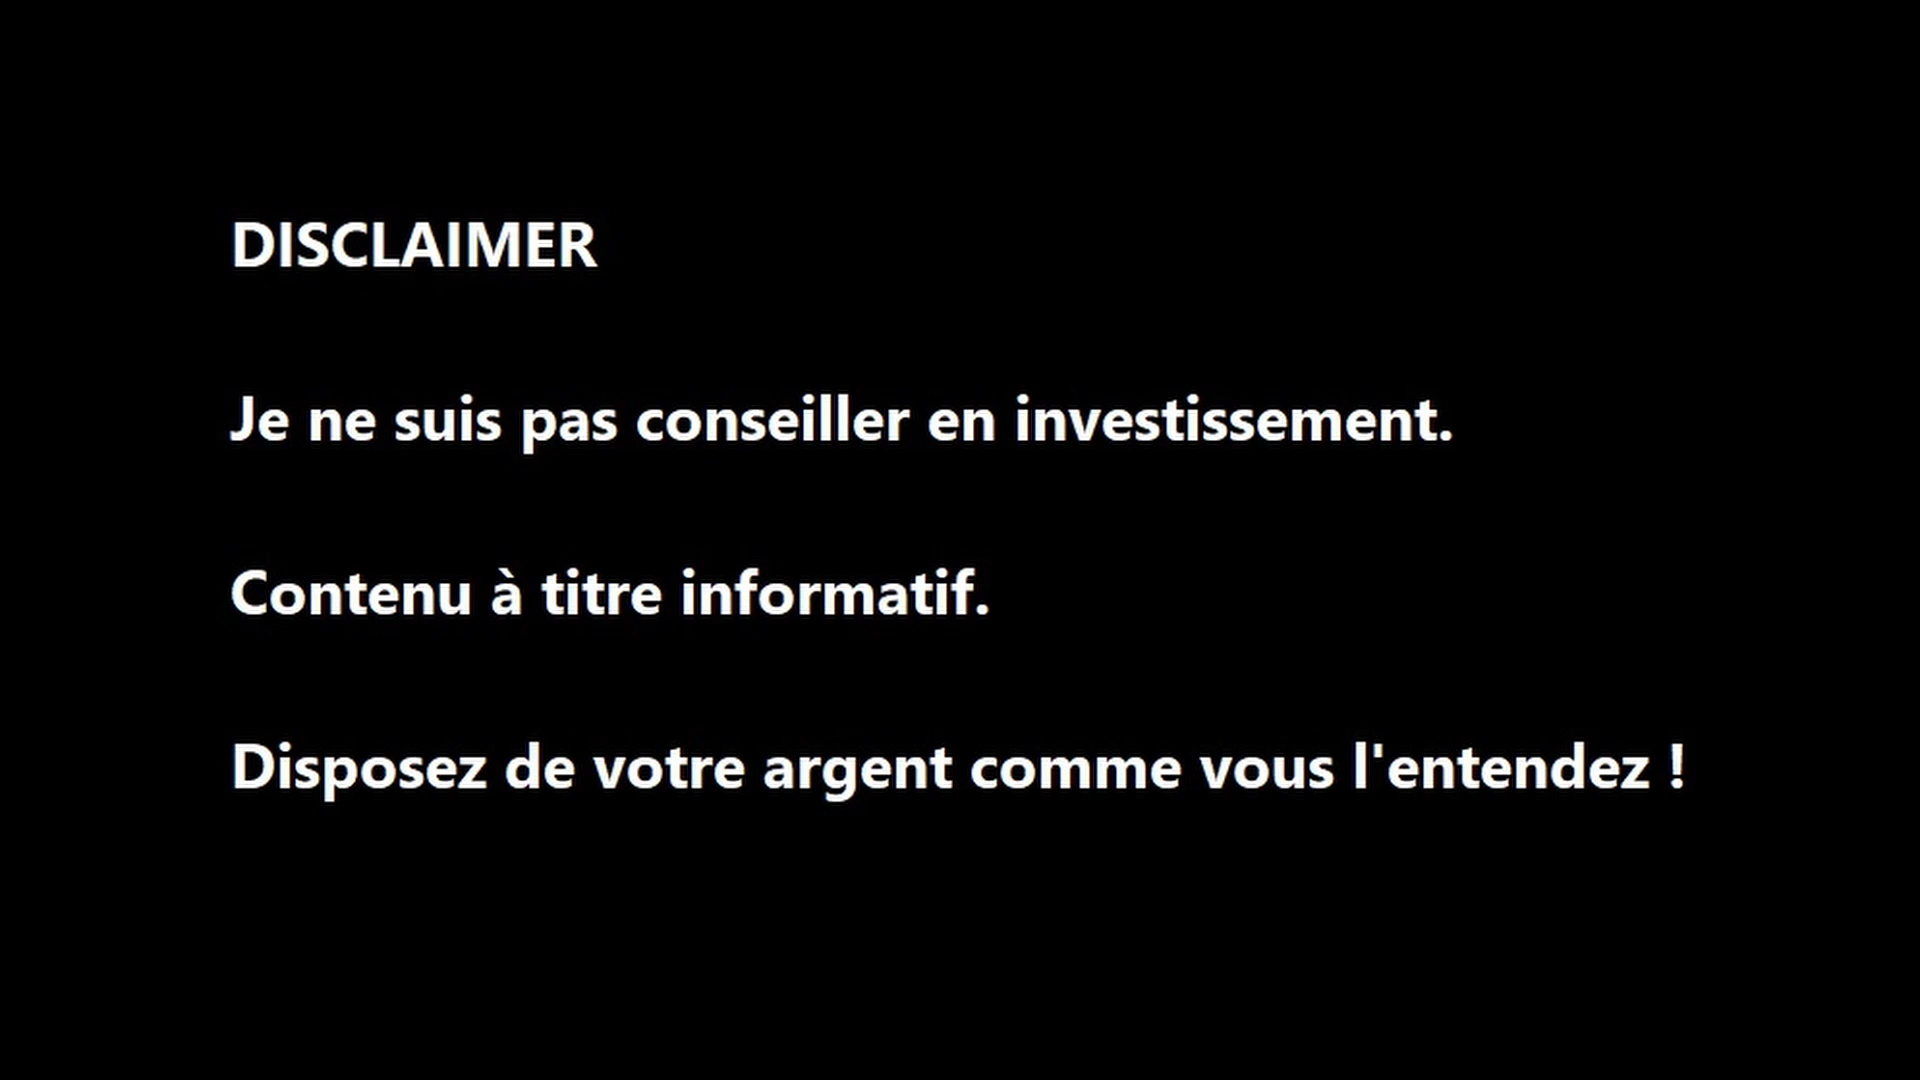 DISCLAIMER
Je ne suis pas conseiller en investissement.
Contenu à titre informatif.
Disposez de votre argent comme vous l'entendez !